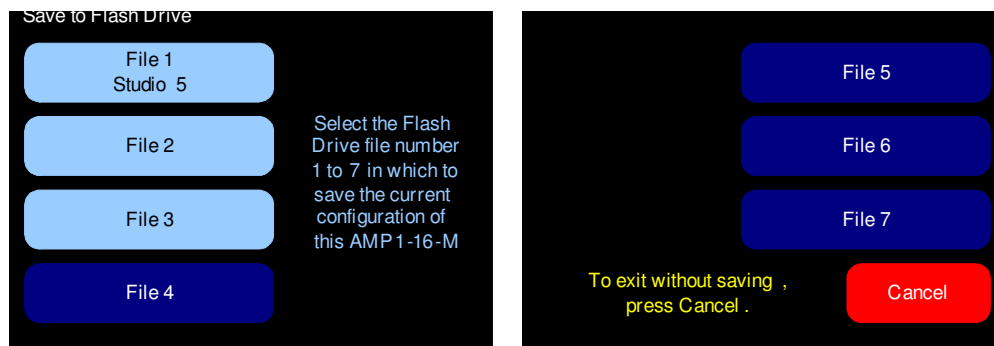 Save to Flash Drive
File 1
Studio 5
File 2
File 3
File 4
Select the Flash
Drive file number
1 to 7 in which to
save the current
configuration of
this AMP1-16-M
File 5
File 6
File 7
To exit without saving ,
press Cancel .
Cancel